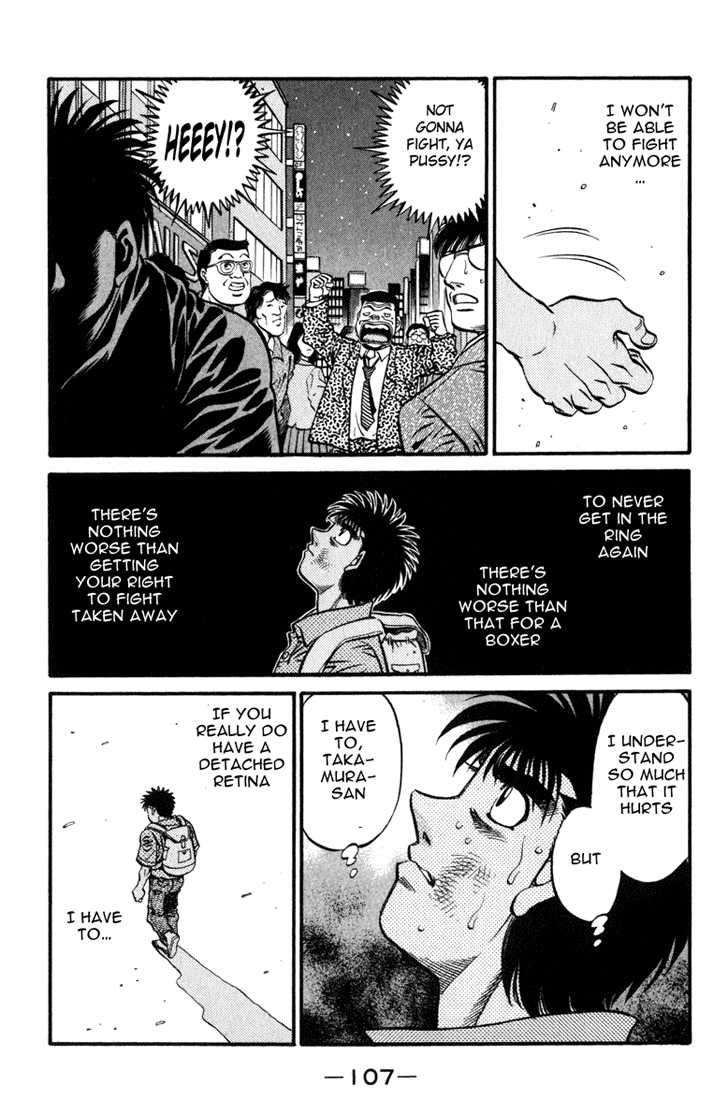 I WON'T
BE ABLE
TO FIGHT
ANYMORE
...
NOT
GONNA
FIGHT, YA
PUSSY!?
HEEEY!?
TO NEVER
GET IN THE
RING
AGAIN
THERE'S
NOTHING
WORSE THAN
THAT FOR A
BOXER
THERE'S
NOTHING
WORSE THAN
GETTING
YOUR RIGHT
TO FIGHT
TAKEN AWAY
I UNDER-
STAND
SO MUCH
THAT IT
HURTS
BUT
I HAVE
TO,
TAKA-
MURA-
SAN
IF YOU
REALLY DO
HAVE A
DETACHED
RETINA
I HAVE
TO...
—107—